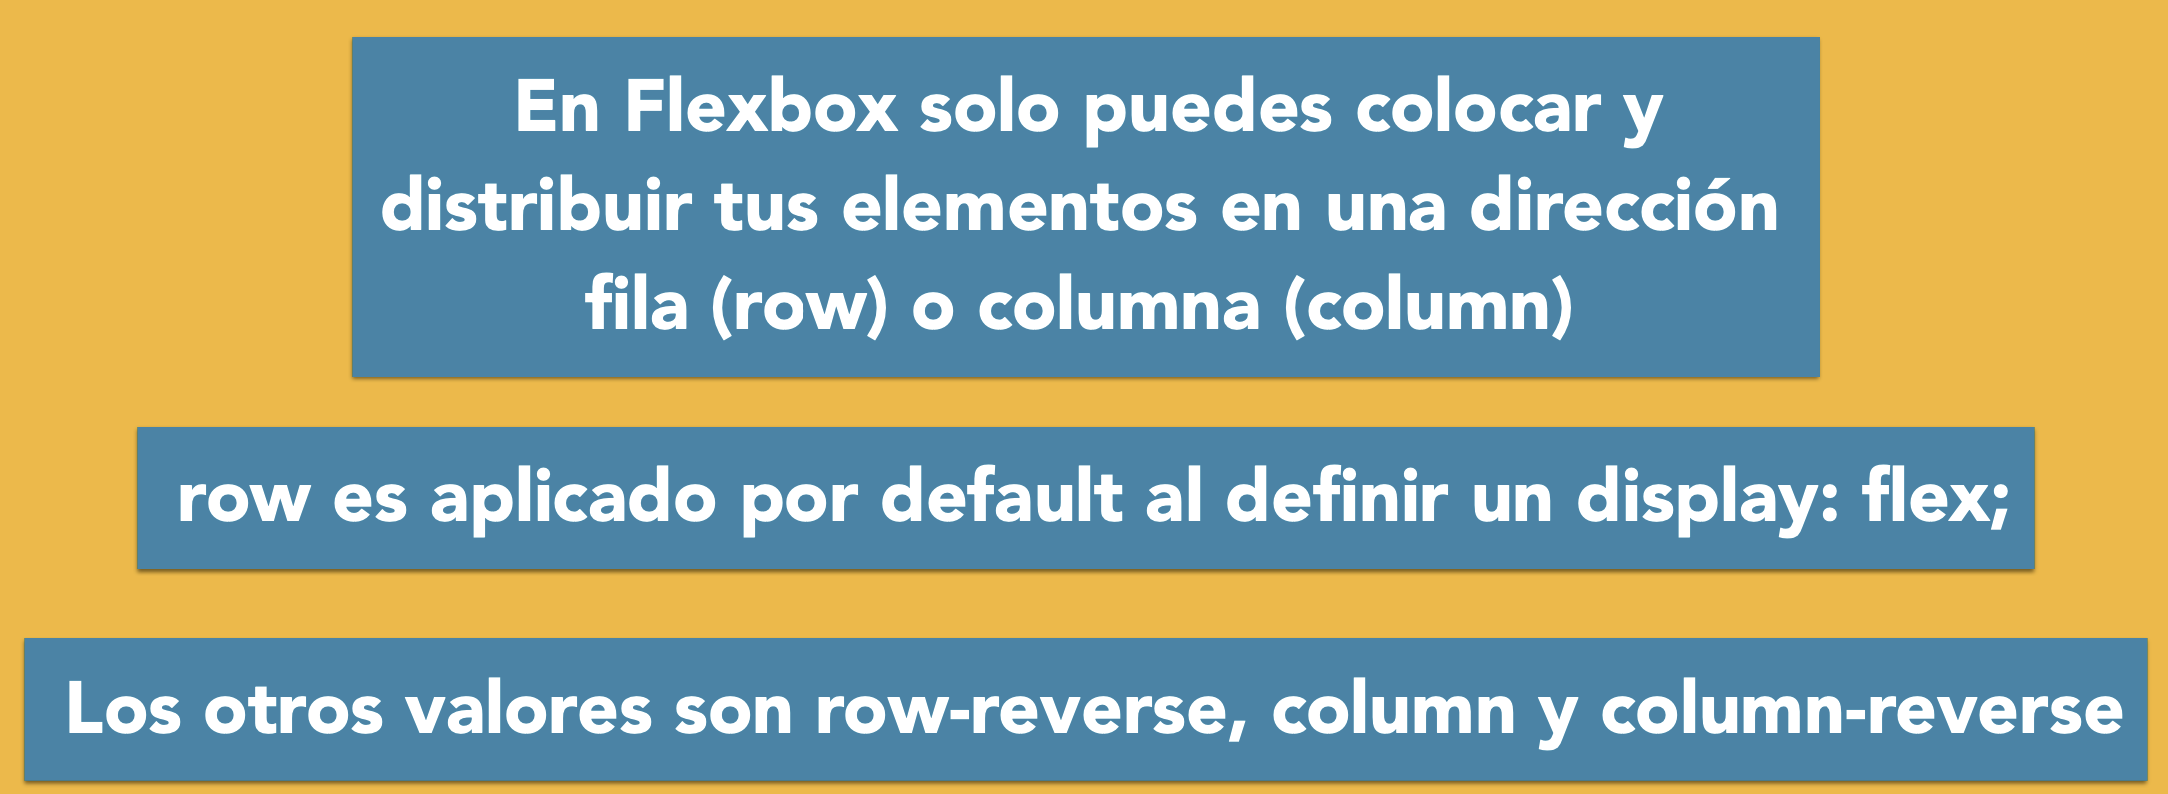 En Flexbox solo puedes colocar y
distribuir tus elementos en una dirección
fila (row) o columna (column)
row es aplicado por default al definir un display: flex;
Los otros valores son row-reverse, column y column-reverse